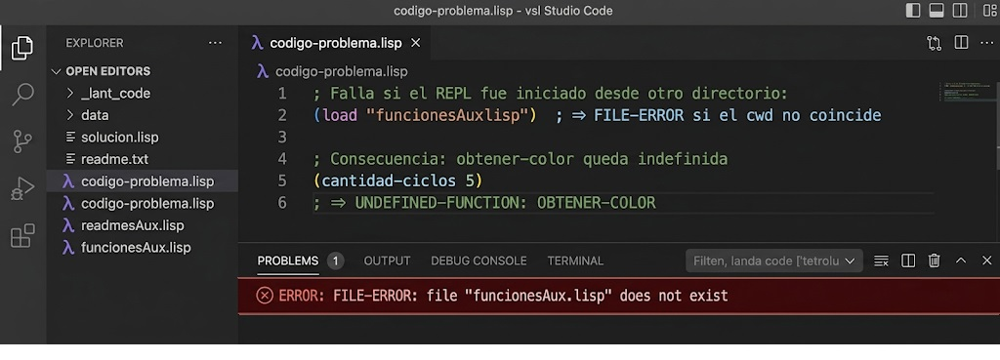 codigo-problema.lisp - vsl Studio Code
EXPLORER ...
OPEN EDITORS
_lant_code
data
solucion.lisp
readme.txt
codigo-problema.lisp
codigo-problema.lisp
readmesAux.lisp
funcionesAux.lisp
λ codigo-problema.lisp ×
λ codigo-problema.lisp
1 ; Falla si el REPL fue iniciado desde otro directorio:
2 (load "funcionesAuxlisp") ; ⇒ FILE-ERROR si el cwd no coincide
3
4 ; Consecuencia: obtener-color queda indefinida
5 (cantidad-ciclos 5)
6 ; ⇒ UNDEFINED-FUNCTION: OBTENER-COLOR
PROBLEMS 1 OUTPUT DEBUG CONSOLE TERMINAL Filten, landa code ['tetrolu
ERROR: FILE-ERROR: file "funcionesAux.lisp" does not exist